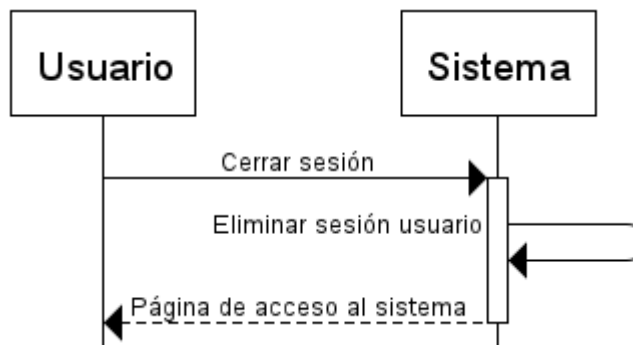 Usuario
Sistema
Cerrar sesión
Eliminar sesión usuario
Página de acceso al sistema